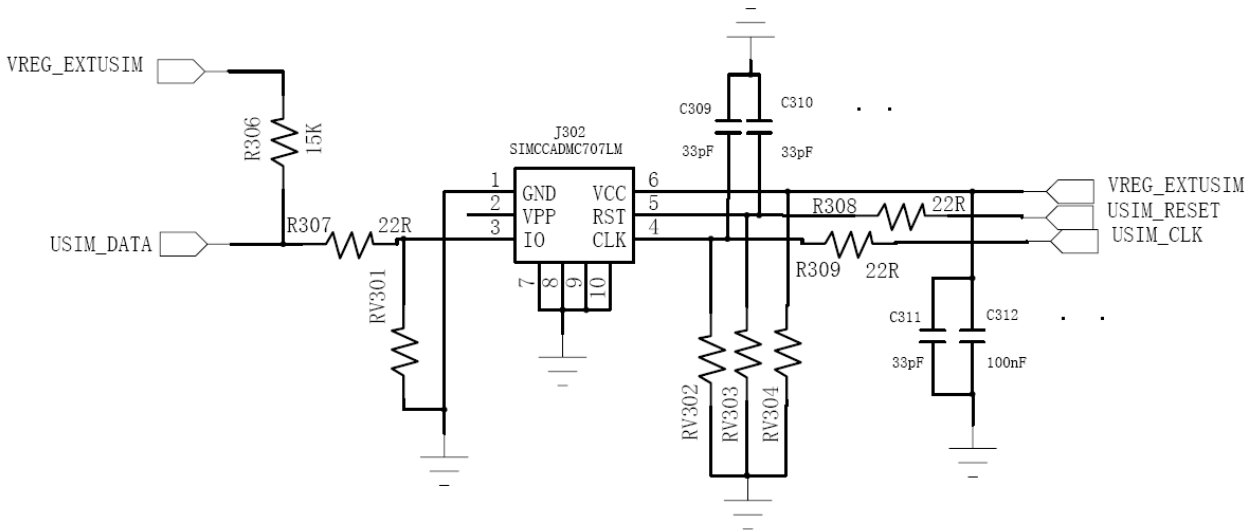 C309
C310
33pF
33pF
VREG_EXTUSIM
R306
15K
J302
SIMCCADMC707LM
1
GND
VCC
6
VREG_EXTUSIM
2
VPP
RST
5
R308
22R
USIM_RESET
USIM_DATA
R307
22R
3
IO
CLK
4
R309
22R
USIM_CLK
7
8
9
10
RV301
C311
C312
33pF
100nF
RV302
RV303
RV304